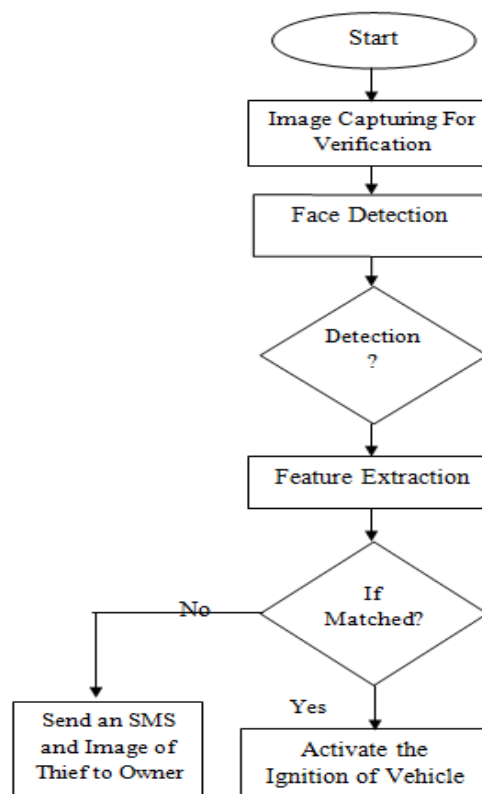 Start
Image Capturing For
Verification
Face Detection
Detection
?
Feature Extraction
If
Matched?
No
Yes
Send an SMS
and Image of
Thief to Owner
Activate the
Ignition of Vehicle